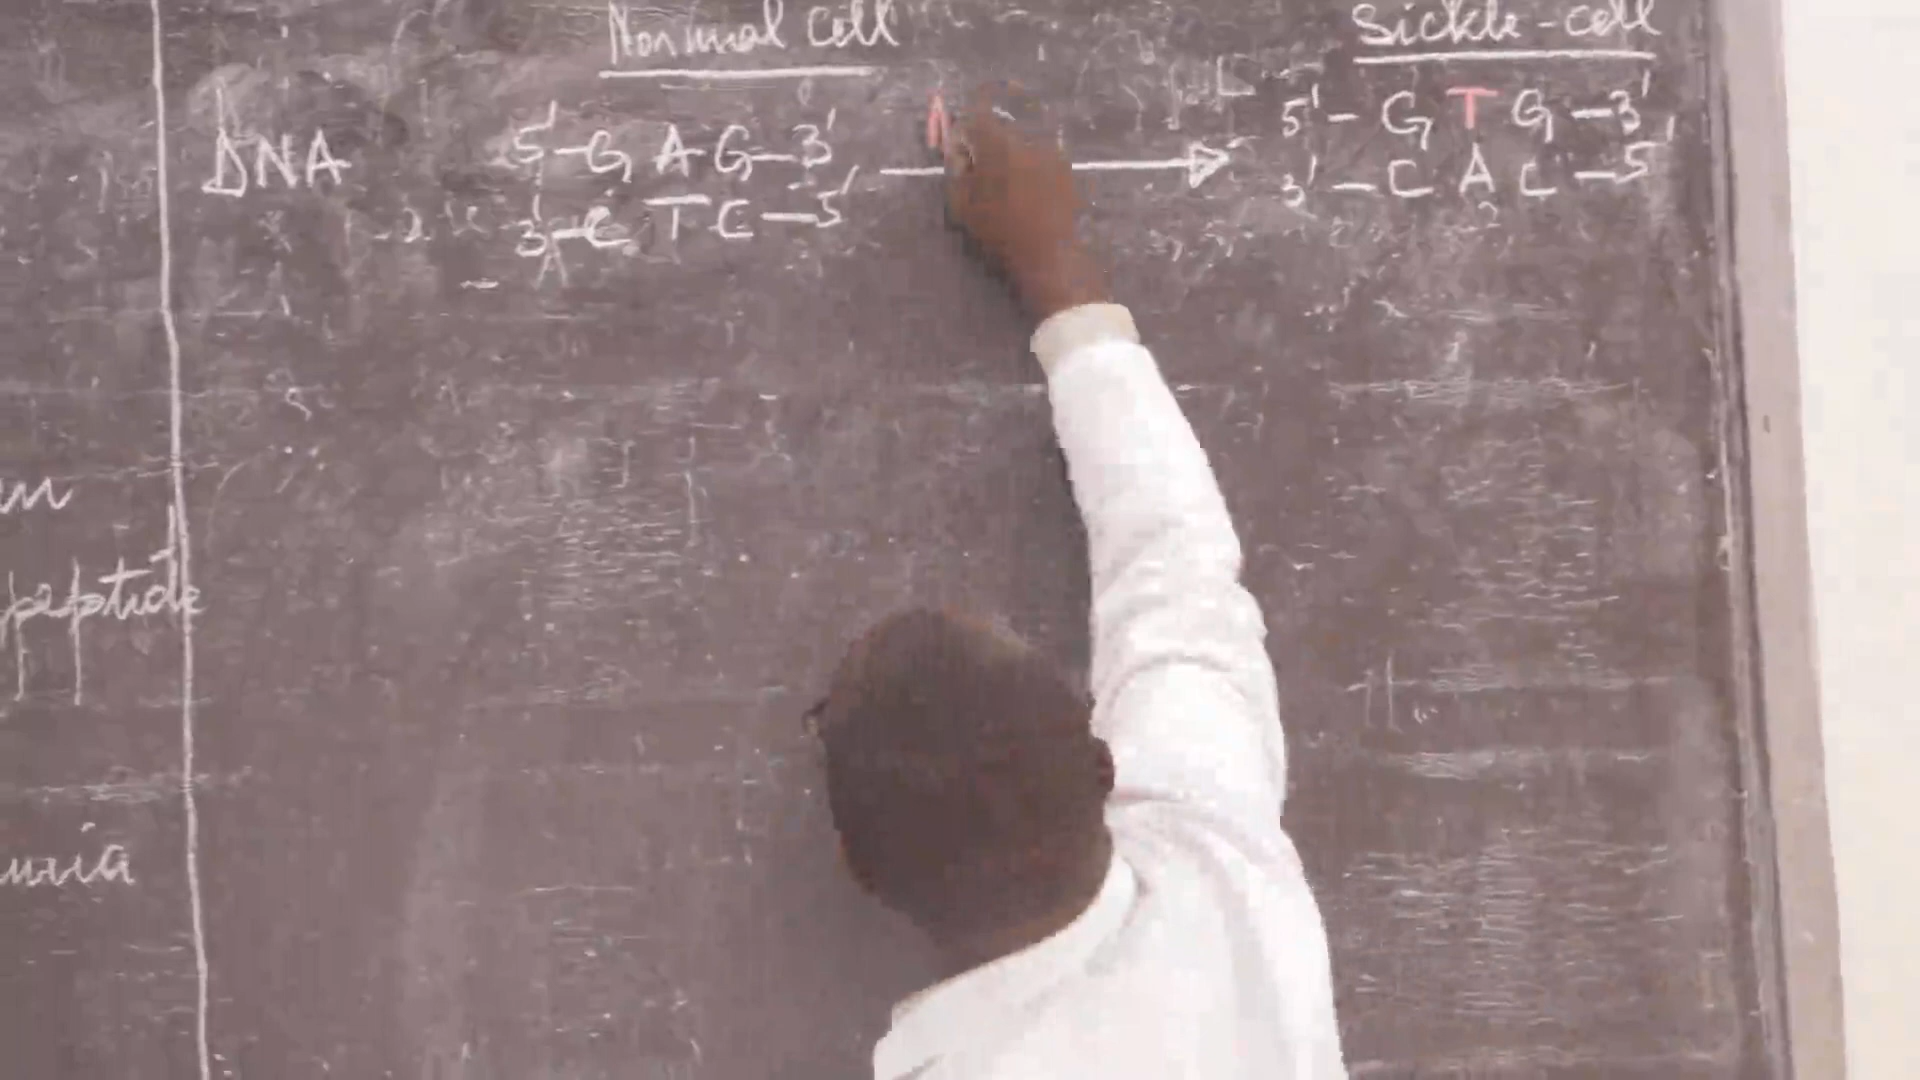 Normal Cell
Sickle-cell
DNA
5'-G A G-3'
3'-C T C-5'
5'-G T G-3'
3'-C A C-5'
peptide